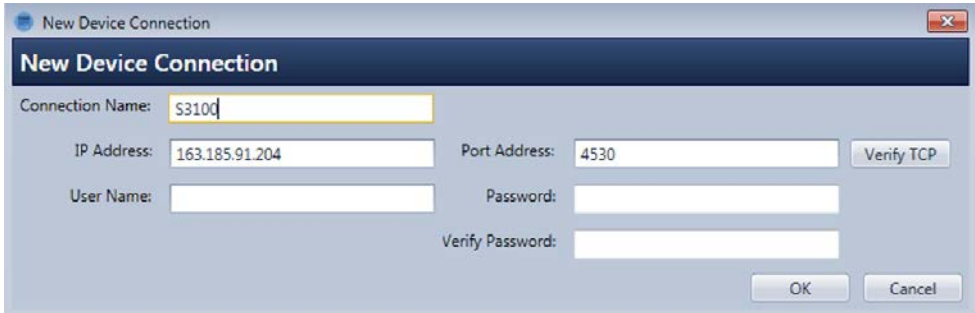 New Device Connection
New Device Connection
Connection Name: S3100
IP Address: 163.185.91.204 Port Address: 4530 Verify TCP
User Name: Password:
Verify Password:
OK Cancel